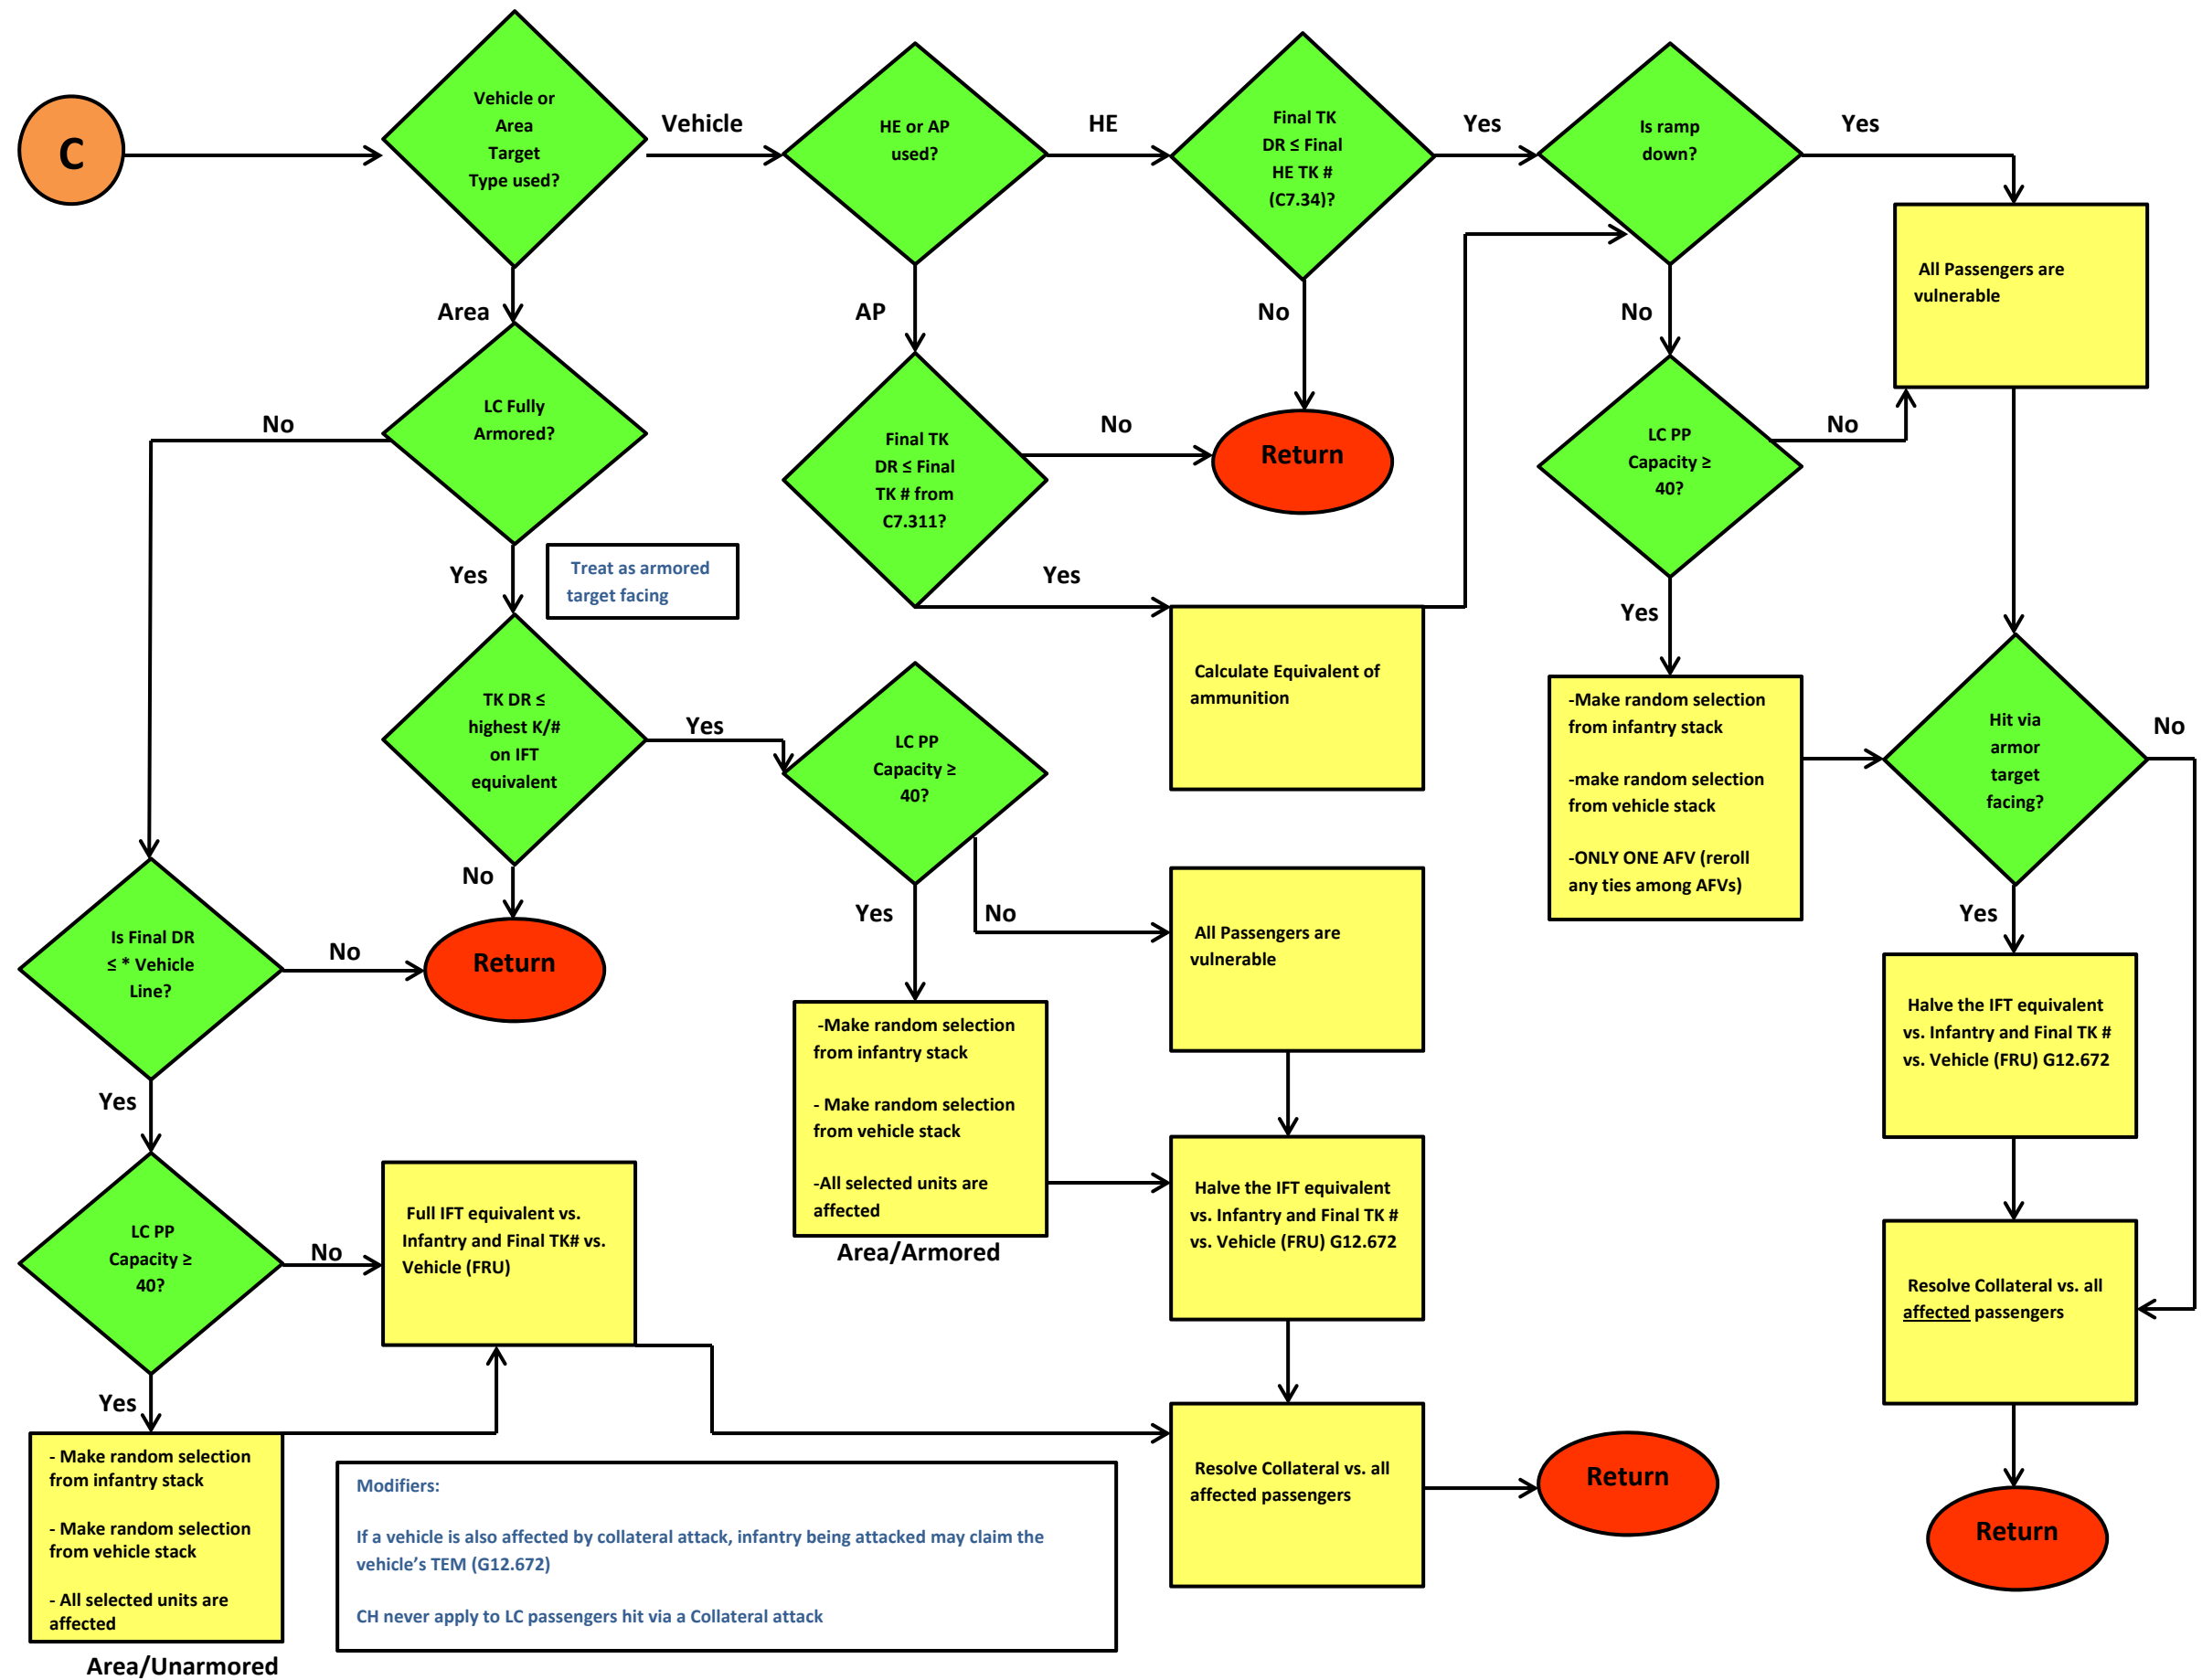 C
Vehicle or
Area
Target
Type used?
Vehicle
HE or AP
used?
HE
Final TK
DR ≤ Final
HE TK #
(C7.34)?
Yes
Is ramp
down?
Yes
All Passengers are
vulnerable
Area
AP
No
No
LC Fully
Armored?
No
Final TK
DR ≤ Final
TK # from
C7.311?
No
Return
LC PP
Capacity ≥
40?
No
Yes
Treat as armored
target facing
Yes
Yes
Calculate Equivalent of
ammunition
TK DR ≤
highest K/#
on IFT
equivalent
Yes
LC PP
Capacity ≥
40?
-Make random selection
from infantry stack
-make random selection
from vehicle stack
-ONLY ONE AFV (reroll
any ties among AFVs)
Hit via
armor
target
facing?
No
No
Yes
No
Yes
Is Final DR
≤ * Vehicle
Line?
No
Return
All Passengers are
vulnerable
Halve the IFT equivalent
vs. Infantry and Final TK #
vs. Vehicle (FRU) G12.672
-Make random selection
from infantry stack
- Make random selection
from vehicle stack
-All selected units are
affected
Area/Armored
Yes
LC PP
Capacity ≥
40?
No
Full IFT equivalent vs.
Infantry and Final TK# vs.
Vehicle (FRU)
Halve the IFT equivalent
vs. Infantry and Final TK #
vs. Vehicle (FRU) G12.672
Resolve Collateral vs. all
affected passengers
Yes
- Make random selection
from infantry stack
- Make random selection
from vehicle stack
- All selected units are
affected
Area/Unarmored
Modifiers:
If a vehicle is also affected by collateral attack, infantry being attacked may claim the
vehicle’s TEM (G12.672)
CH never apply to LC passengers hit via a Collateral attack
Resolve Collateral vs. all
affected passengers
Return
Return